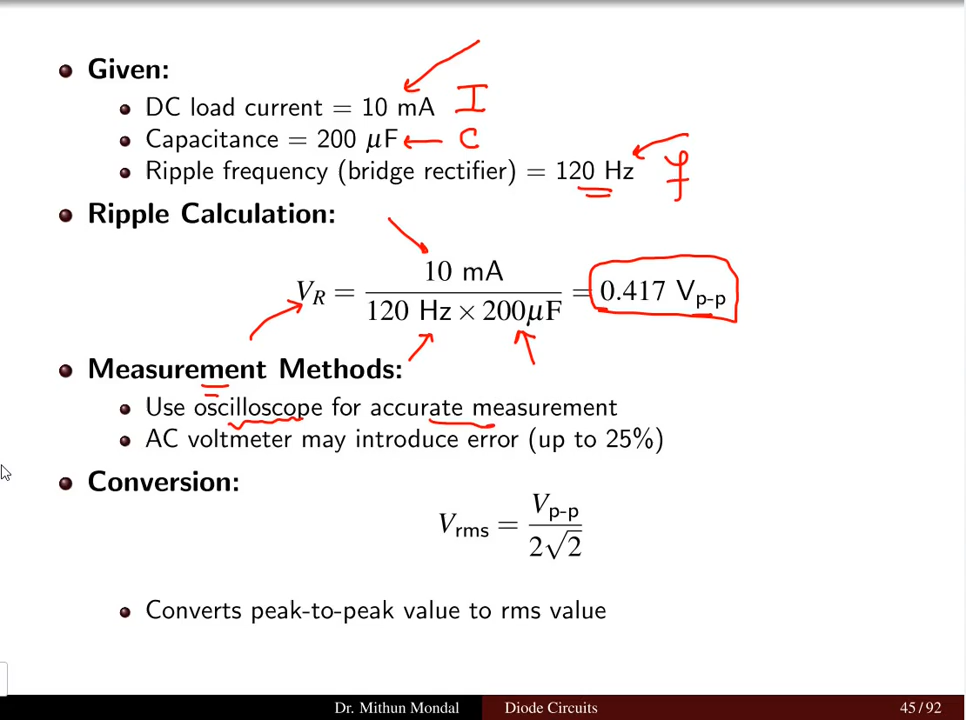 Given:
DC load current = 10 mA I
Capacitance = 200 μF C
Ripple frequency (bridge rectifier) = 120 Hz f
Ripple Calculation:
V_R = 10 mA / 120 Hz × 200μF = 0.417 V_p-p
Measurement Methods:
Use oscilloscope for accurate measurement
AC voltmeter may introduce error (up to 25%)
Conversion:
V_rms = V_p-p / 2√2
Converts peak-to-peak value to rms value
Dr. Mithun Mondal Diode Circuits 45 / 92